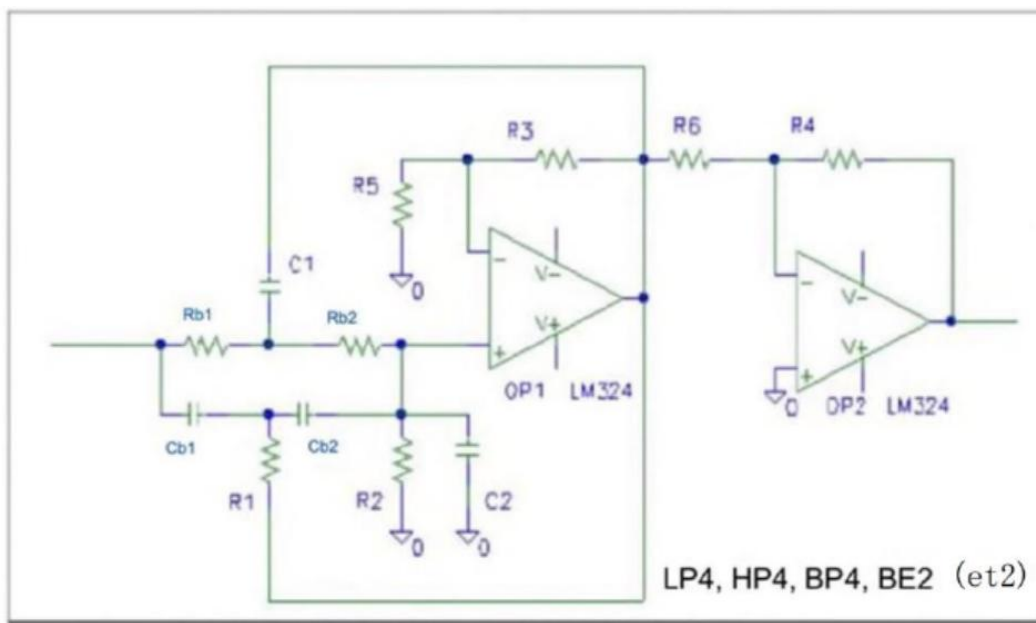 R3
R6
R4
R5
C1
0
V-
V-
Rb1
Rb2
V+
V+
-
-
+
+
OP1 LM324
0
OP2 LM324
Cb1
Cb2
R1
R2
C2
0
0
LP4, HP4, BP4, BE2 (et2)